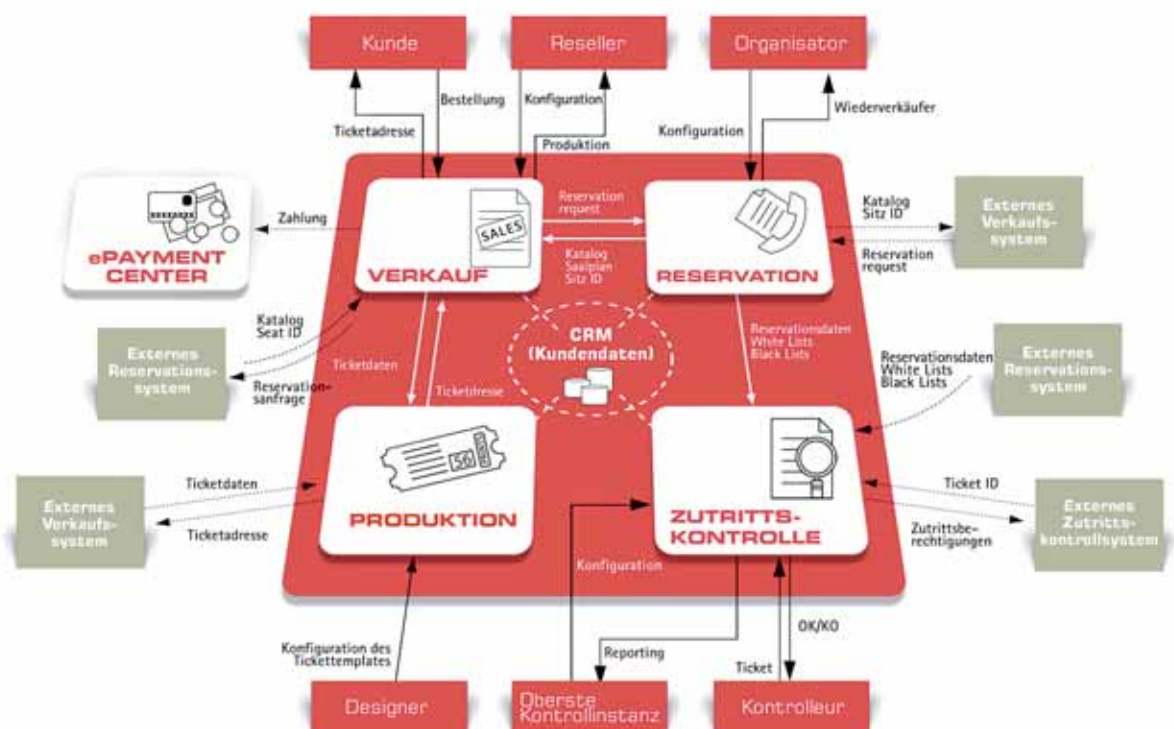 Kunde
Reseller
Organisator
Bestellung
Konfiguration
Ticketadresse
Produktion
Konfiguration
Wiederverkäufer
ePAYMENT
CENTER
Zahlung
SALES
VERKAUF
Reservation
request
Katalog
Saalplan
Sitz ID
RESERVATION
Katalog
Sitz ID
Reservation
request
Externes
Verkaufs-
system
Katalog
Seat ID
Externes
Reservations-
system
Reservation-
sanfrage
Ticketdaten
Ticketdresse
CRM
(Kundendaten)
Reservationsdaten
White Lists
Black Lists
Reservationsdaten
White Lists
Black Lists
Externes
Reservations-
system
Externes
Verkaufs-
system
Ticketdaten
Ticketadresse
56
PRODUKTION
ZUTRITTS-
KONTROLLE
Ticket ID
Zutrittsbe-
rechtigungen
Externes
Zutritts-
kontrollsystem
Konfiguration
Konfiguration des
Tickettemplates
Reporting
Ticket
OK/KO
Designer
Oberste
Kontrollinstanz
Kontrolleur